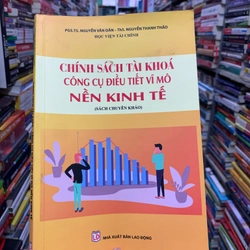 PGS.TS. NGUYỄN VĂN DẦN - THS. NGUYỄN THANH THẢO
HỌC VIỆN TÀI CHÍNH
CHÍNH SÁCH TÀI KHOÁ
CÔNG CỤ ĐIỀU TIẾT VĨ MÔ
NỀN KINH TẾ
(SÁCH CHUYÊN KHẢO)
NHÀ XUẤT BẢN LAO ĐỘNG